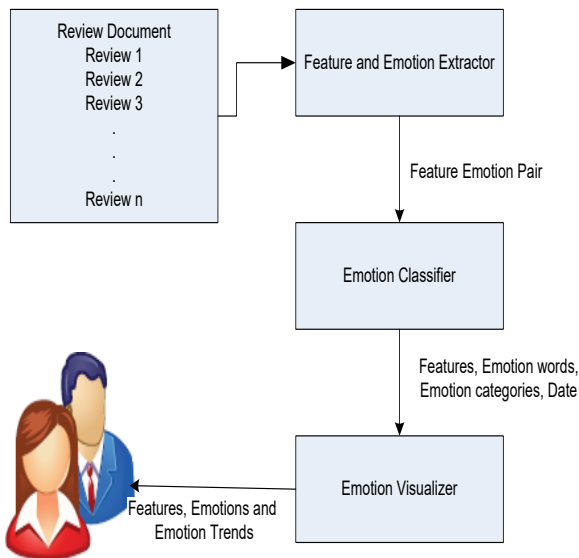 Review Document
Review 1
Review 2
Review 3
.
.
.
Review n
Feature and Emotion Extractor
Feature Emotion Pair
Emotion Classifier
Features, Emotion words,
Emotion categories, Date
Emotion Visualizer
Features, Emotions and
Emotion Trends